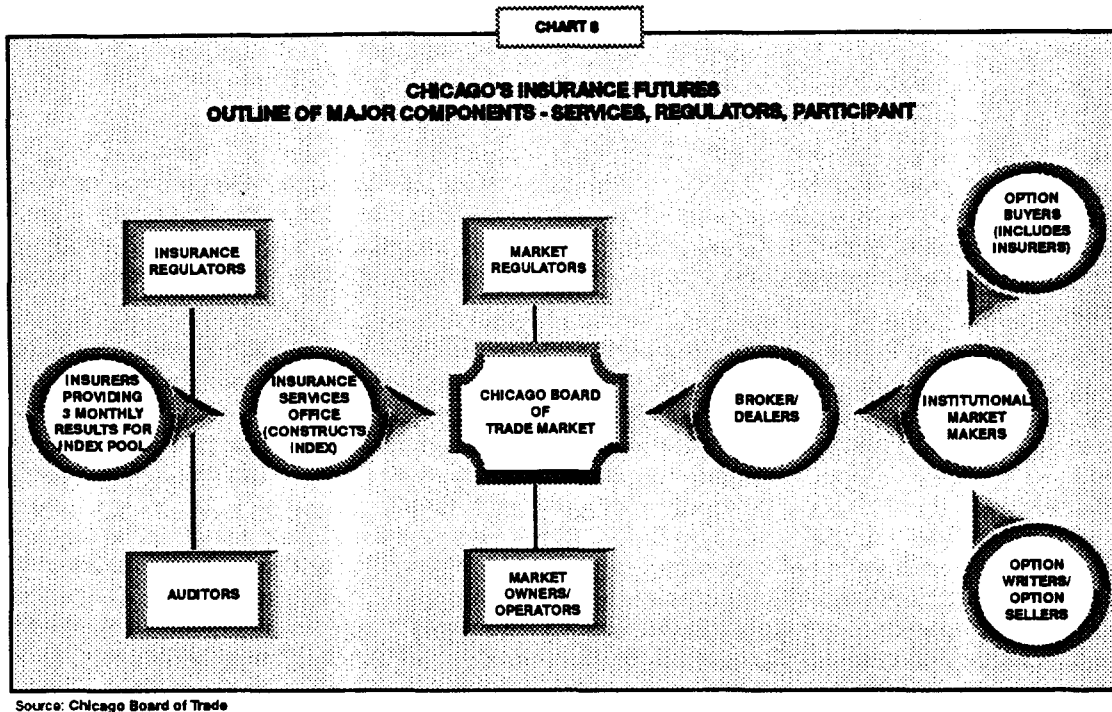 CHART 8
CHICAGO'S INSURANCE FUTURES
OUTLINE OF MAJOR COMPONENTS - SERVICES, REGULATORS, PARTICIPANT
INSURANCE
REGULATORS
MARKET
REGULATORS
OPTION
BUYERS
(INCLUDES
INSURERS)
INSURERS
PROVIDING
3 MONTHLY
RESULTS FOR
INDEX POOL
INSURANCE
SERVICES
OFFICE
(CONSTRUCTS
INDEX)
CHICAGO BOARD
OF
TRADE MARKET
BROKER/
DEALERS
INSTITUTIONAL
MARKET
MAKERS
AUDITORS
MARKET
OWNERS/
OPERATORS
OPTION
WRITERS/
OPTION
SELLERS
Source: Chicago Board of Trade